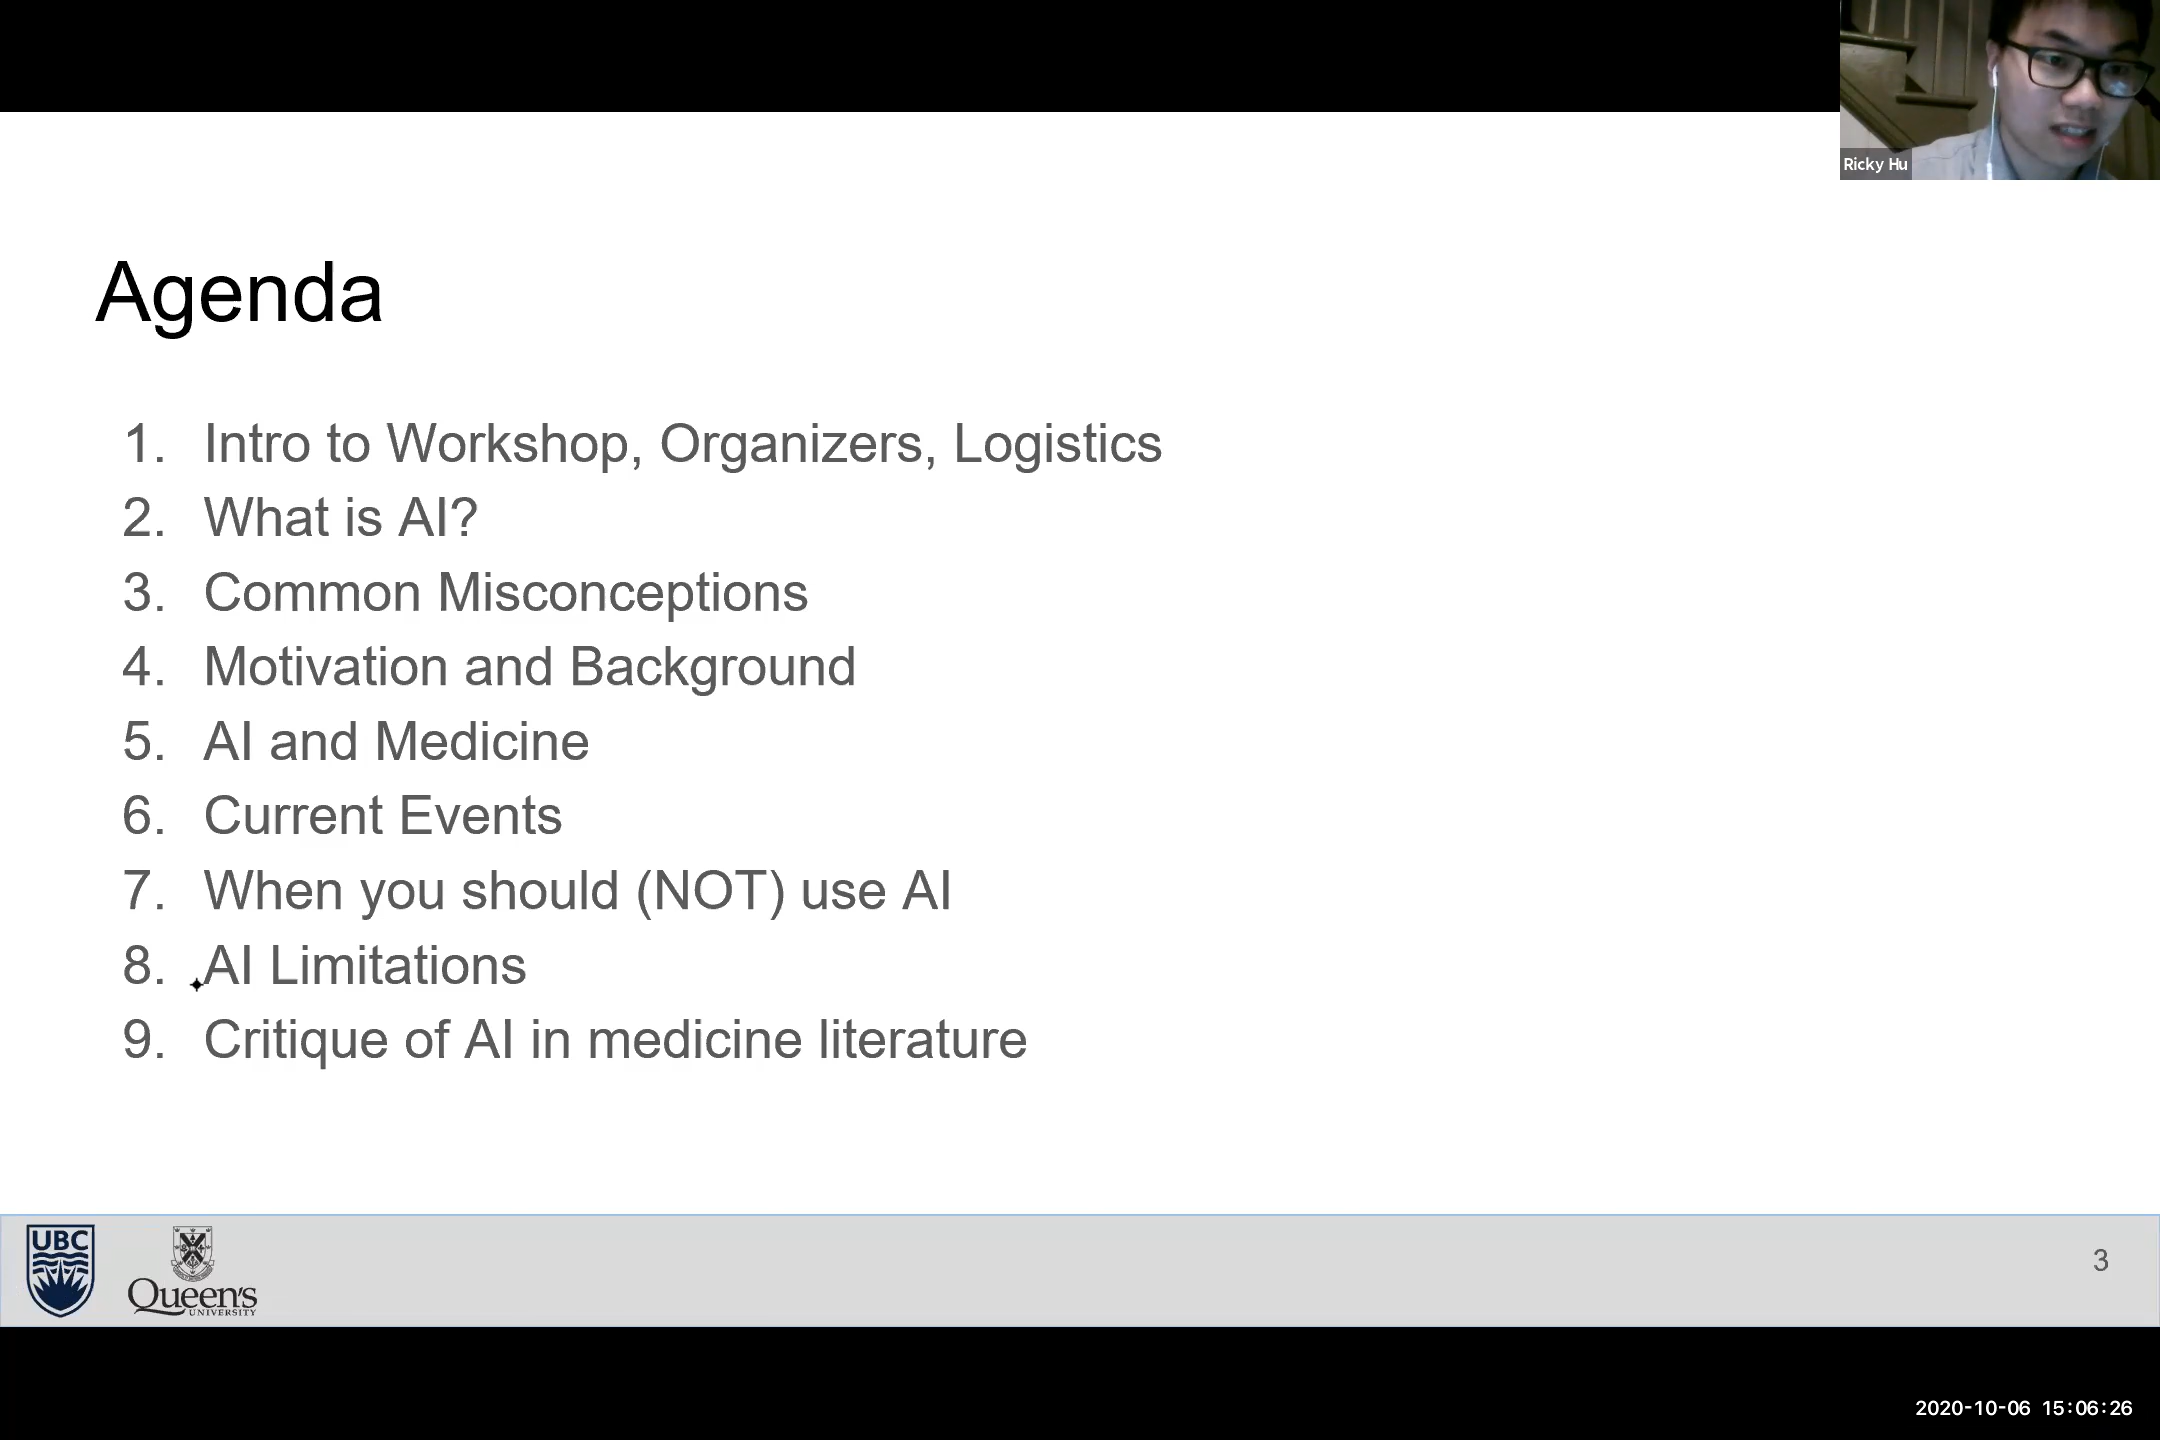 Ricky Hu
Agenda
1. Intro to Workshop, Organizers, Logistics
2. What is AI?
3. Common Misconceptions
4. Motivation and Background
5. AI and Medicine
6. Current Events
7. When you should (NOT) use AI
8. AI Limitations
9. Critique of AI in medicine literature
UBC
Queen's
UNIVERSITY
3
2020-10-06 15:06:26